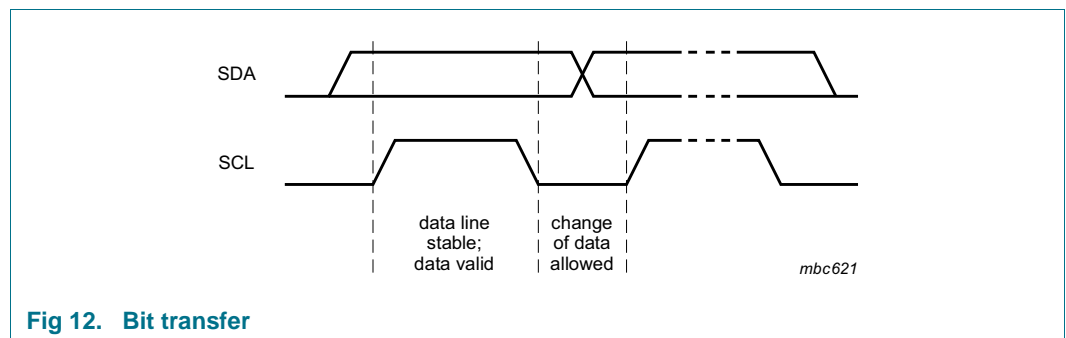 SDA
SCL
data line
stable;
data valid
change
of data
allowed
mbc621
Fig 12. Bit transfer